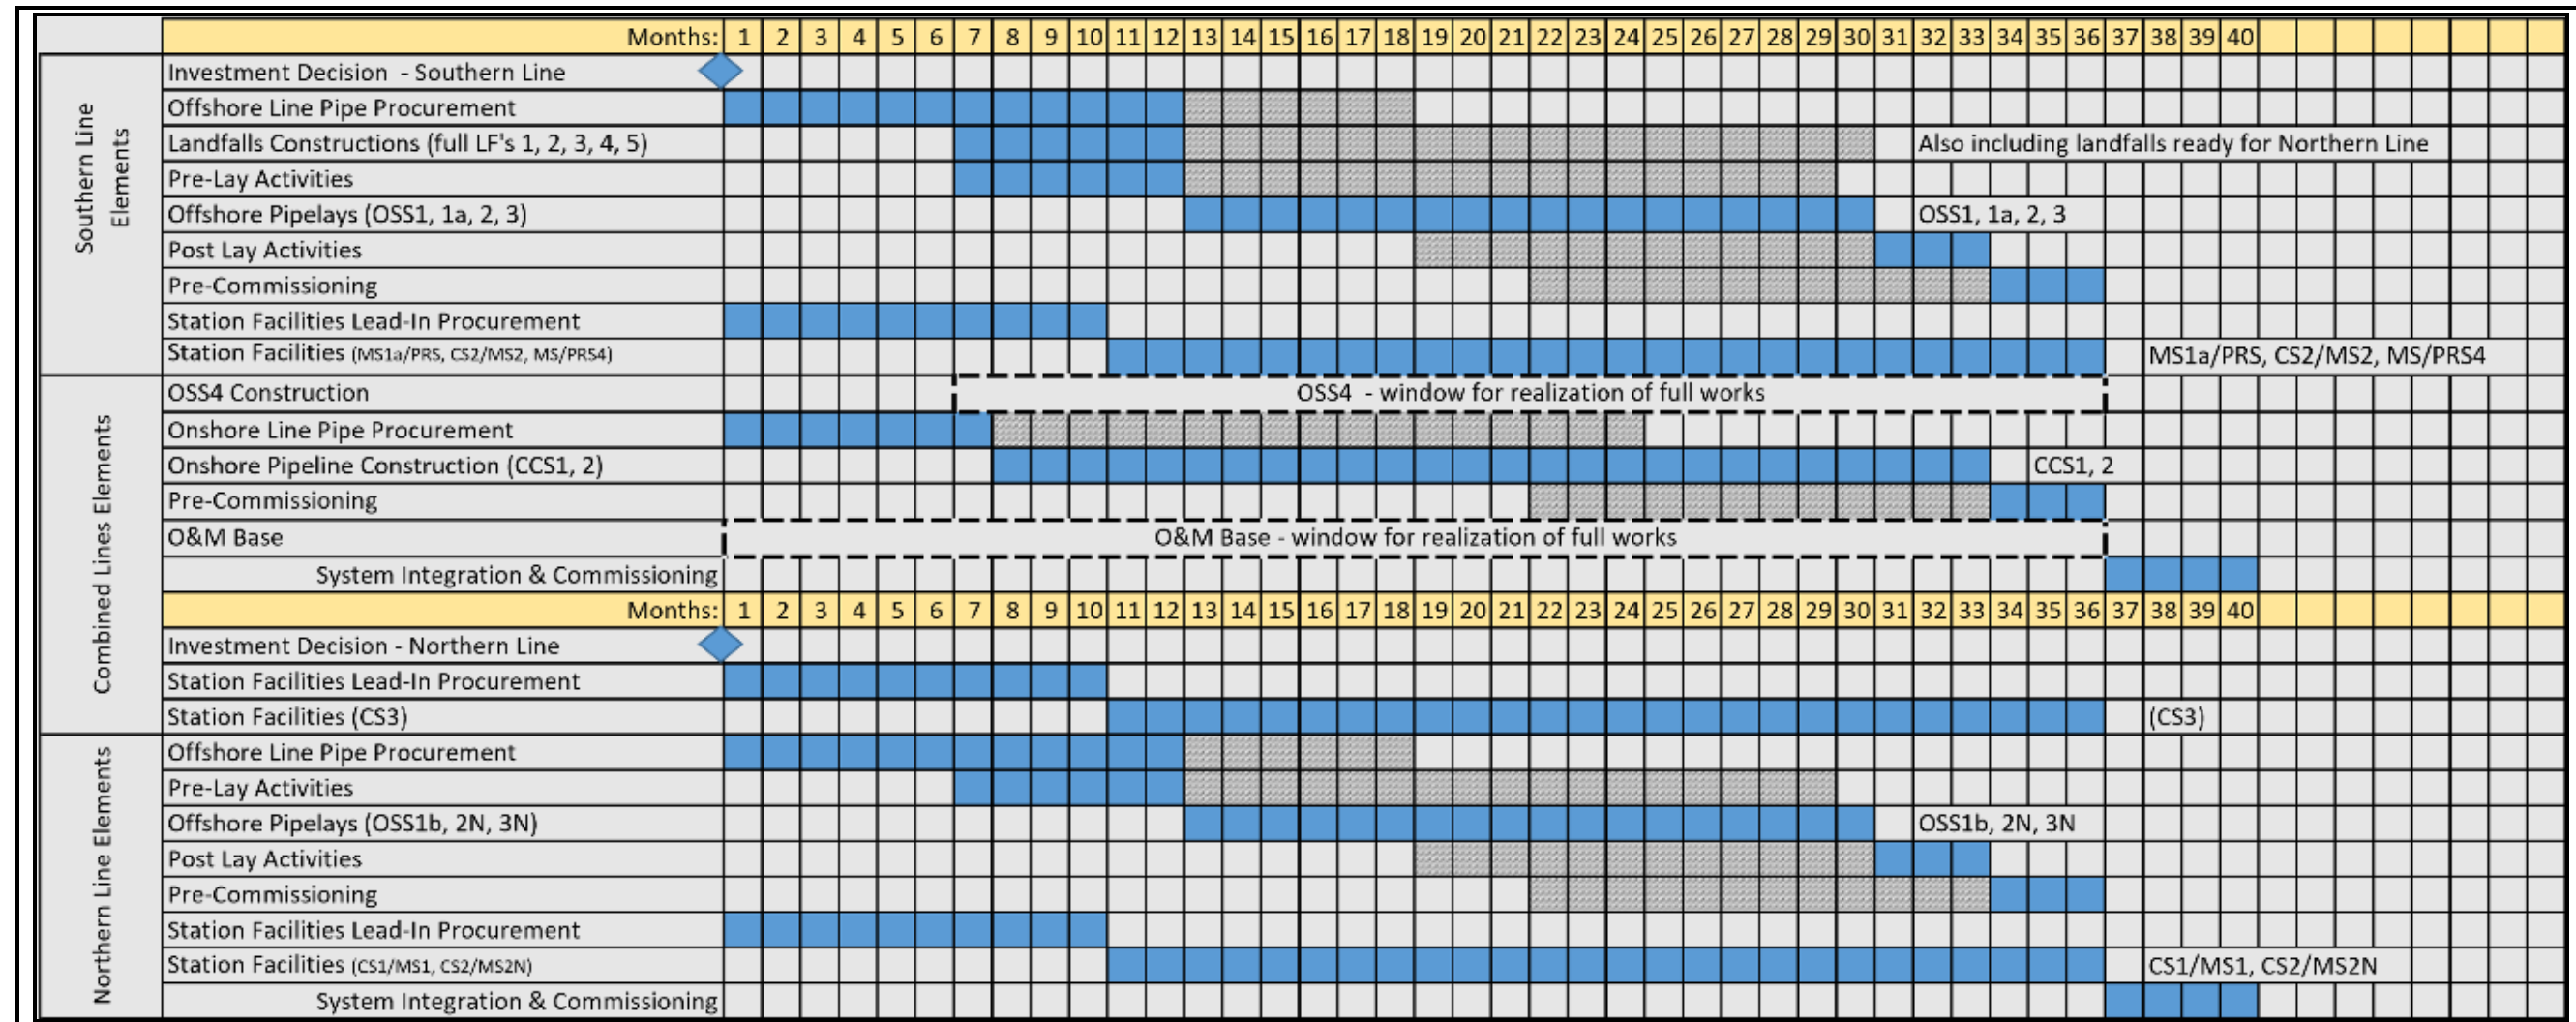 Months: 1 2 3 4 5 6 7 8 9 10 11 12 13 14 15 16 17 18 19 20 21 22 23 24 25 26 27 28 29 30 31 32 33 34 35 36 37 38 39 40
Southern Line
Elements
Investment Decision - Southern Line
Offshore Line Pipe Procurement
Landfalls Constructions (full LF's 1, 2, 3, 4, 5) Also including landfalls ready for Northern Line
Pre-Lay Activities
Offshore Pipelays (OSS1, 1a, 2, 3) OSS1, 1a, 2, 3
Post Lay Activities
Pre-Commissioning
Station Facilities Lead-In Procurement
Station Facilities (MS1a/PRS, CS2/MS2, MS/PRS4) MS1a/PRS, CS2/MS2, MS/PRS4
Combined Lines Elements
OSS4 Construction OSS4 - window for realization of full works
Onshore Line Pipe Procurement
Onshore Pipeline Construction (CCS1, 2) CCS1, 2
Pre-Commissioning
O&M Base O&M Base - window for realization of full works
System Integration & Commissioning
Months: 1 2 3 4 5 6 7 8 9 10 11 12 13 14 15 16 17 18 19 20 21 22 23 24 25 26 27 28 29 30 31 32 33 34 35 36 37 38 39 40
Investment Decision - Northern Line
Station Facilities Lead-In Procurement
Station Facilities (CS3) (CS3)
Northern Line Elements
Offshore Line Pipe Procurement
Pre-Lay Activities
Offshore Pipelays (OSS1b, 2N, 3N) OSS1b, 2N, 3N
Post Lay Activities
Pre-Commissioning
Station Facilities Lead-In Procurement
Station Facilities (CS1/MS1, CS2/MS2N) CS1/MS1, CS2/MS2N
System Integration & Commissioning